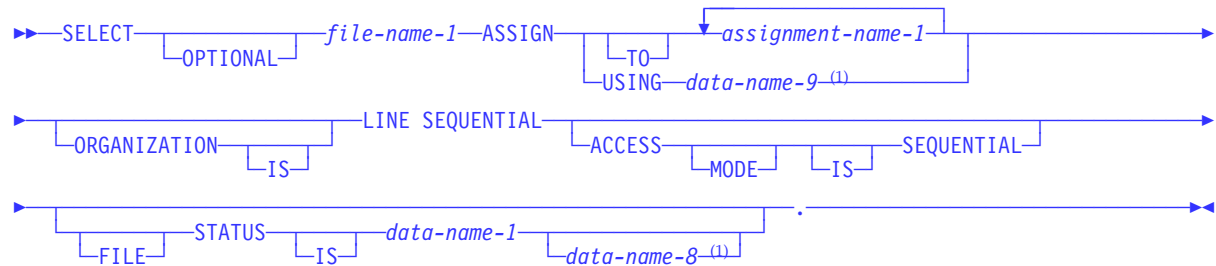 SELECT OPTIONAL file-name-1 ASSIGN TO assignment-name-1
USING data-name-9 (1)
ORGANIZATION IS LINE SEQUENTIAL ACCESS MODE IS SEQUENTIAL
FILE STATUS IS data-name-1 data-name-8 (1) .